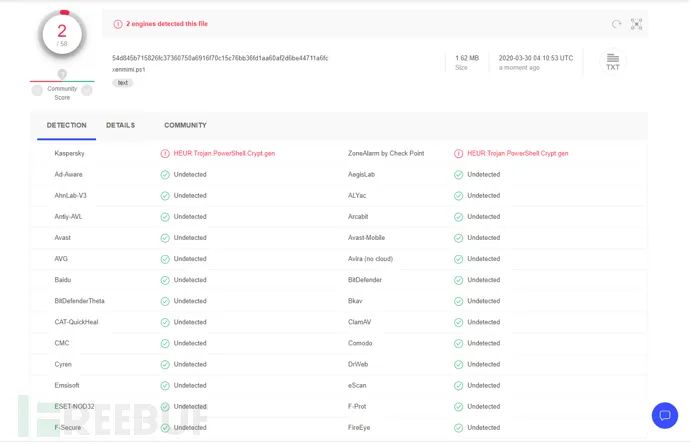 2
/ 58
Community
Score
2 engines detected this file
54d845b715826fc37360750a6916f70c15c76bb36fd1aa60af2d6be44711a6fc
xenmimi.ps1
text
1.62 MB
Size
2020-03-30 04:10:53 UTC
a moment ago
TXT
DETECTION DETAILS COMMUNITY
Kaspersky HEUR:Trojan.PowerShell.Crypt.gen ZoneAlarm by Check Point HEUR:Trojan.PowerShell.Crypt.gen
Ad-Aware Undetected AegisLab Undetected
AhnLab-V3 Undetected ALYac Undetected
Antiy-AVL Undetected Arcabit Undetected
Avast Undetected Avast-Mobile Undetected
AVG Undetected Avira (no cloud) Undetected
Baidu Undetected BitDefender Undetected
BitDefenderTheta Undetected Bkav Undetected
CAT-QuickHeal Undetected ClamAV Undetected
CMC Undetected Comodo Undetected
Cyren Undetected DrWeb Undetected
Emsisoft Undetected eScan Undetected
ESET-NOD32 Undetected F-Prot Undetected
F-Secure Undetected FireEye Undetected
FREEBUF